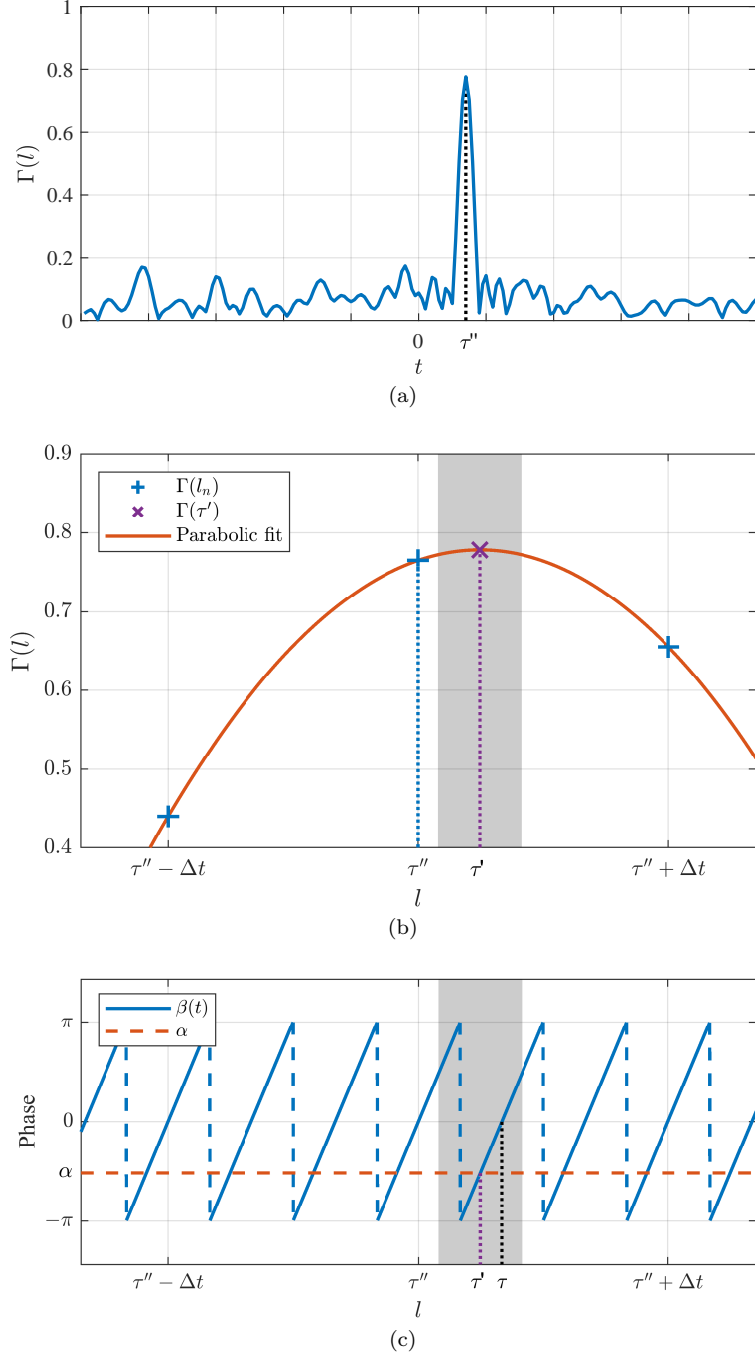 1
0.8
0.6
0.4
0.2
0
Γ(l)
0 τ″
t
(a)
0.9
0.8
0.7
0.6
0.5
0.4
Γ(l)
Γ(lₙ)
Γ(τ′)
Parabolic fit
τ″ − Δt τ″ τ' τ″ + Δt
l
(b)
π
0
α
−π
Phase
β(t)
α
τ″ − Δt τ″ τ' τ τ″ + Δt
l
(c)